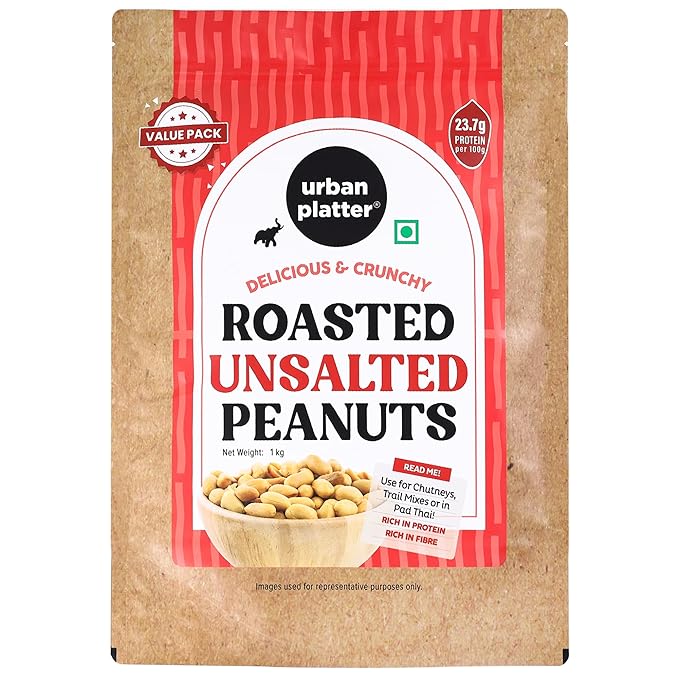 VALUE PACK
23.7g
PROTEIN
per 100g
urban
platter®
DELICIOUS & CRUNCHY
ROASTED
UNSALTED
PEANUTS
Net Weight: 1 kg
READ ME!
Use for Chutneys,
Trail Mixes or in
Pad Thai!
RICH IN PROTEIN
RICH IN FIBRE
Images used for representative purposes only.